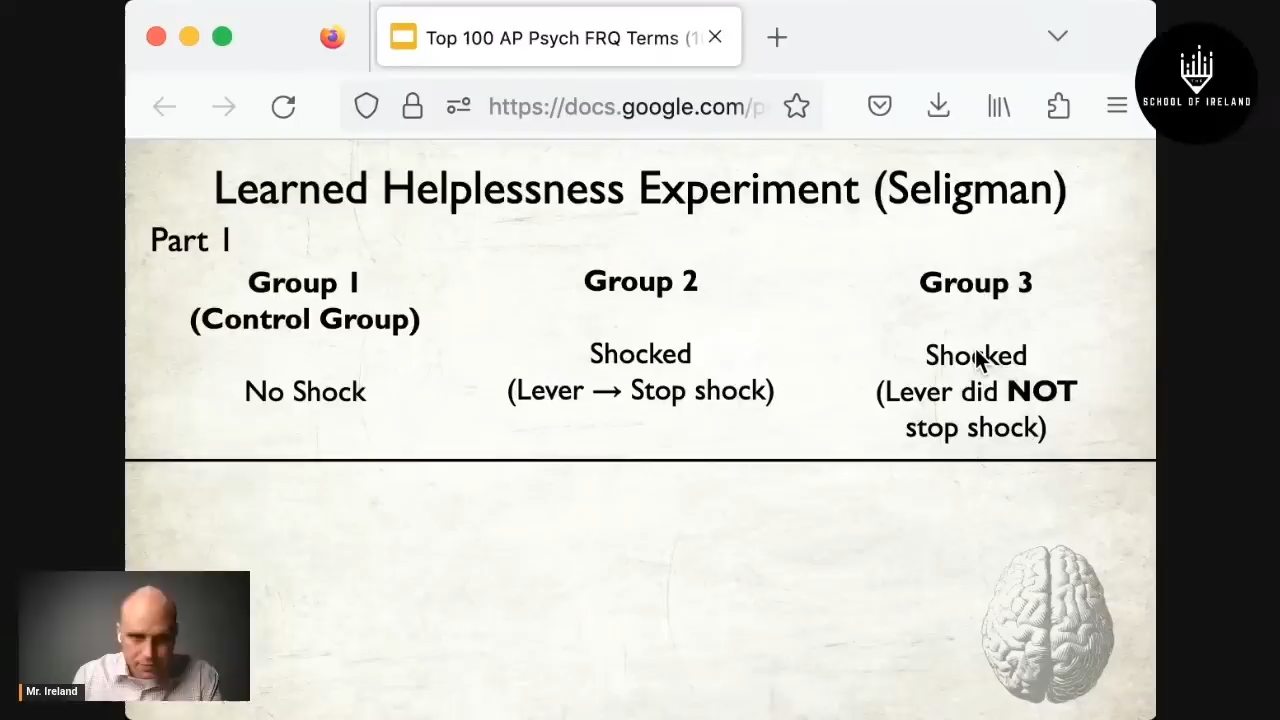 Top 100 AP Psych FRQ Terms (1
https://docs.google.com/p
THE
SCHOOL OF IRELAND
Learned Helplessness Experiment (Seligman)
Part 1
Group 1
(Control Group)
No Shock
Group 2
Shocked
(Lever → Stop shock)
Group 3
Shocked
(Lever did NOT
stop shock)
Mr. Ireland